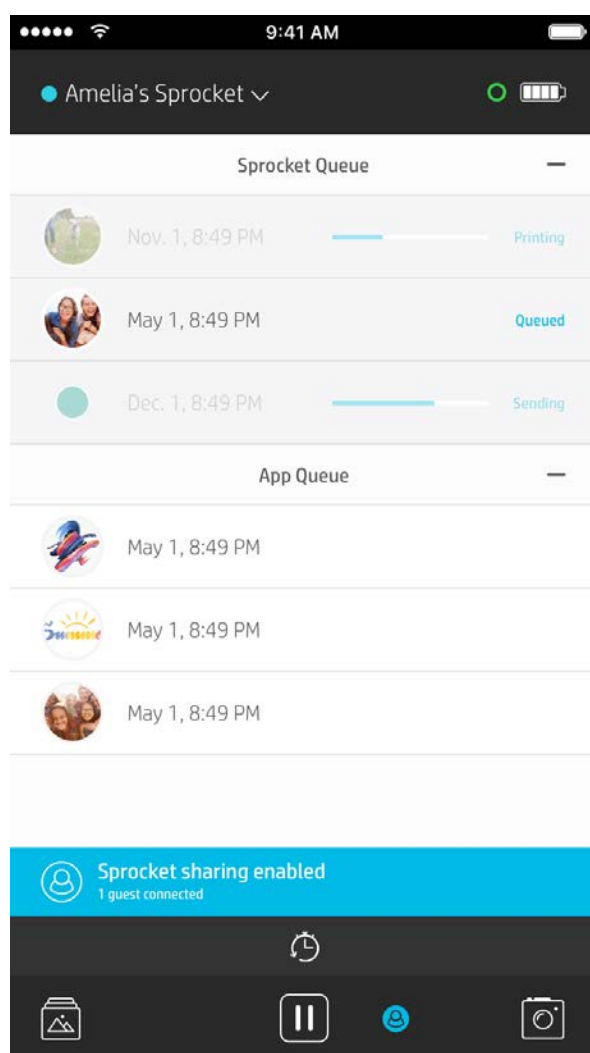 9:41 AM
Amelia's Sprocket
Sprocket Queue
Nov. 1, 8:49 PM Printing
May 1, 8:49 PM Queued
Dec. 1, 8:49 PM Sending
App Queue
May 1, 8:49 PM
May 1, 8:49 PM
May 1, 8:49 PM
Sprocket sharing enabled
1 guest connected